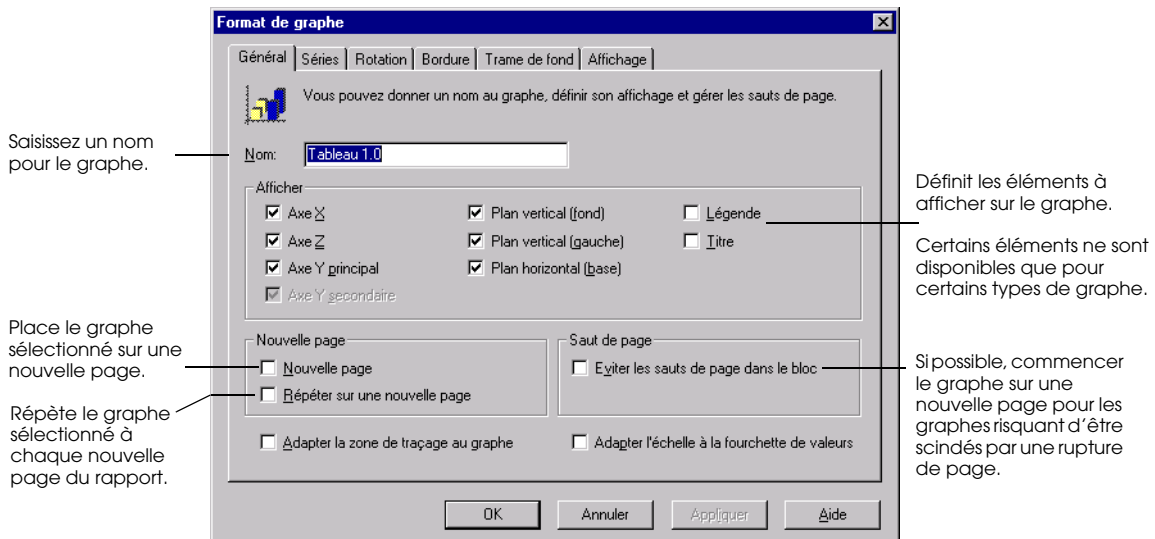 Format de graphe
Général Séries Rotation Bordure Trame de fond Affichage
Vous pouvez donner un nom au graphe, définir son affichage et gérer les sauts de page.
Saisissez un nom
pour le graphe.
Nom: Tableau 1.0
Afficher
Axe X
Plan vertical (fond)
Légende
Axe Z
Plan vertical (gauche)
Titre
Axe Y principal
Plan horizontal (base)
Axe Y secondaire
Définit les éléments à
afficher sur le graphe.
Certains éléments ne sont
disponibles que pour
certains types de graphe.
Place le graphe
sélectionné sur une
nouvelle page.
Nouvelle page
Nouvelle page
Répéter sur une nouvelle page
Saut de page
Eviter les sauts de page dans le bloc
Si possible, commencer
le graphe sur une
nouvelle page pour les
graphes risquant d'être
scindés par une rupture
de page.
Répète le graphe
sélectionné à
chaque nouvelle
page du rapport.
Adapter la zone de traçage au graphe
Adapter l'échelle à la fourchette de valeurs
OK Annuler Appliquer Aide